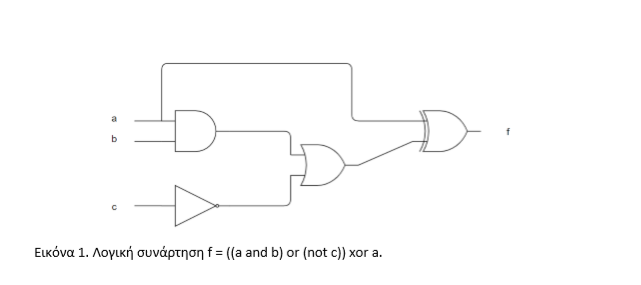 a
b
f
c
Εικόνα 1. Λογική συνάρτηση f = ((a and b) or (not c)) xor a.